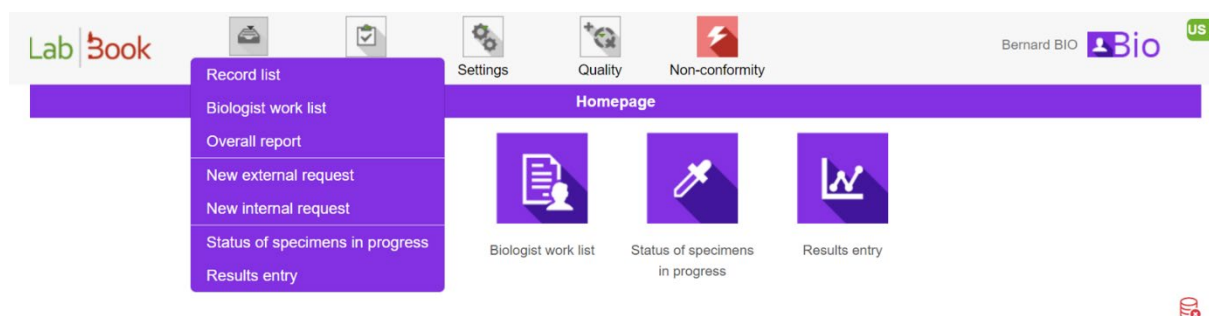 Lab Book
Settings
Quality
Non-conformity
Bernard BIO
Bio
US
Record list
Biologist work list
Overall report
New external request
New internal request
Status of specimens in progress
Results entry
Homepage
Biologist work list
Status of specimens
in progress
Results entry